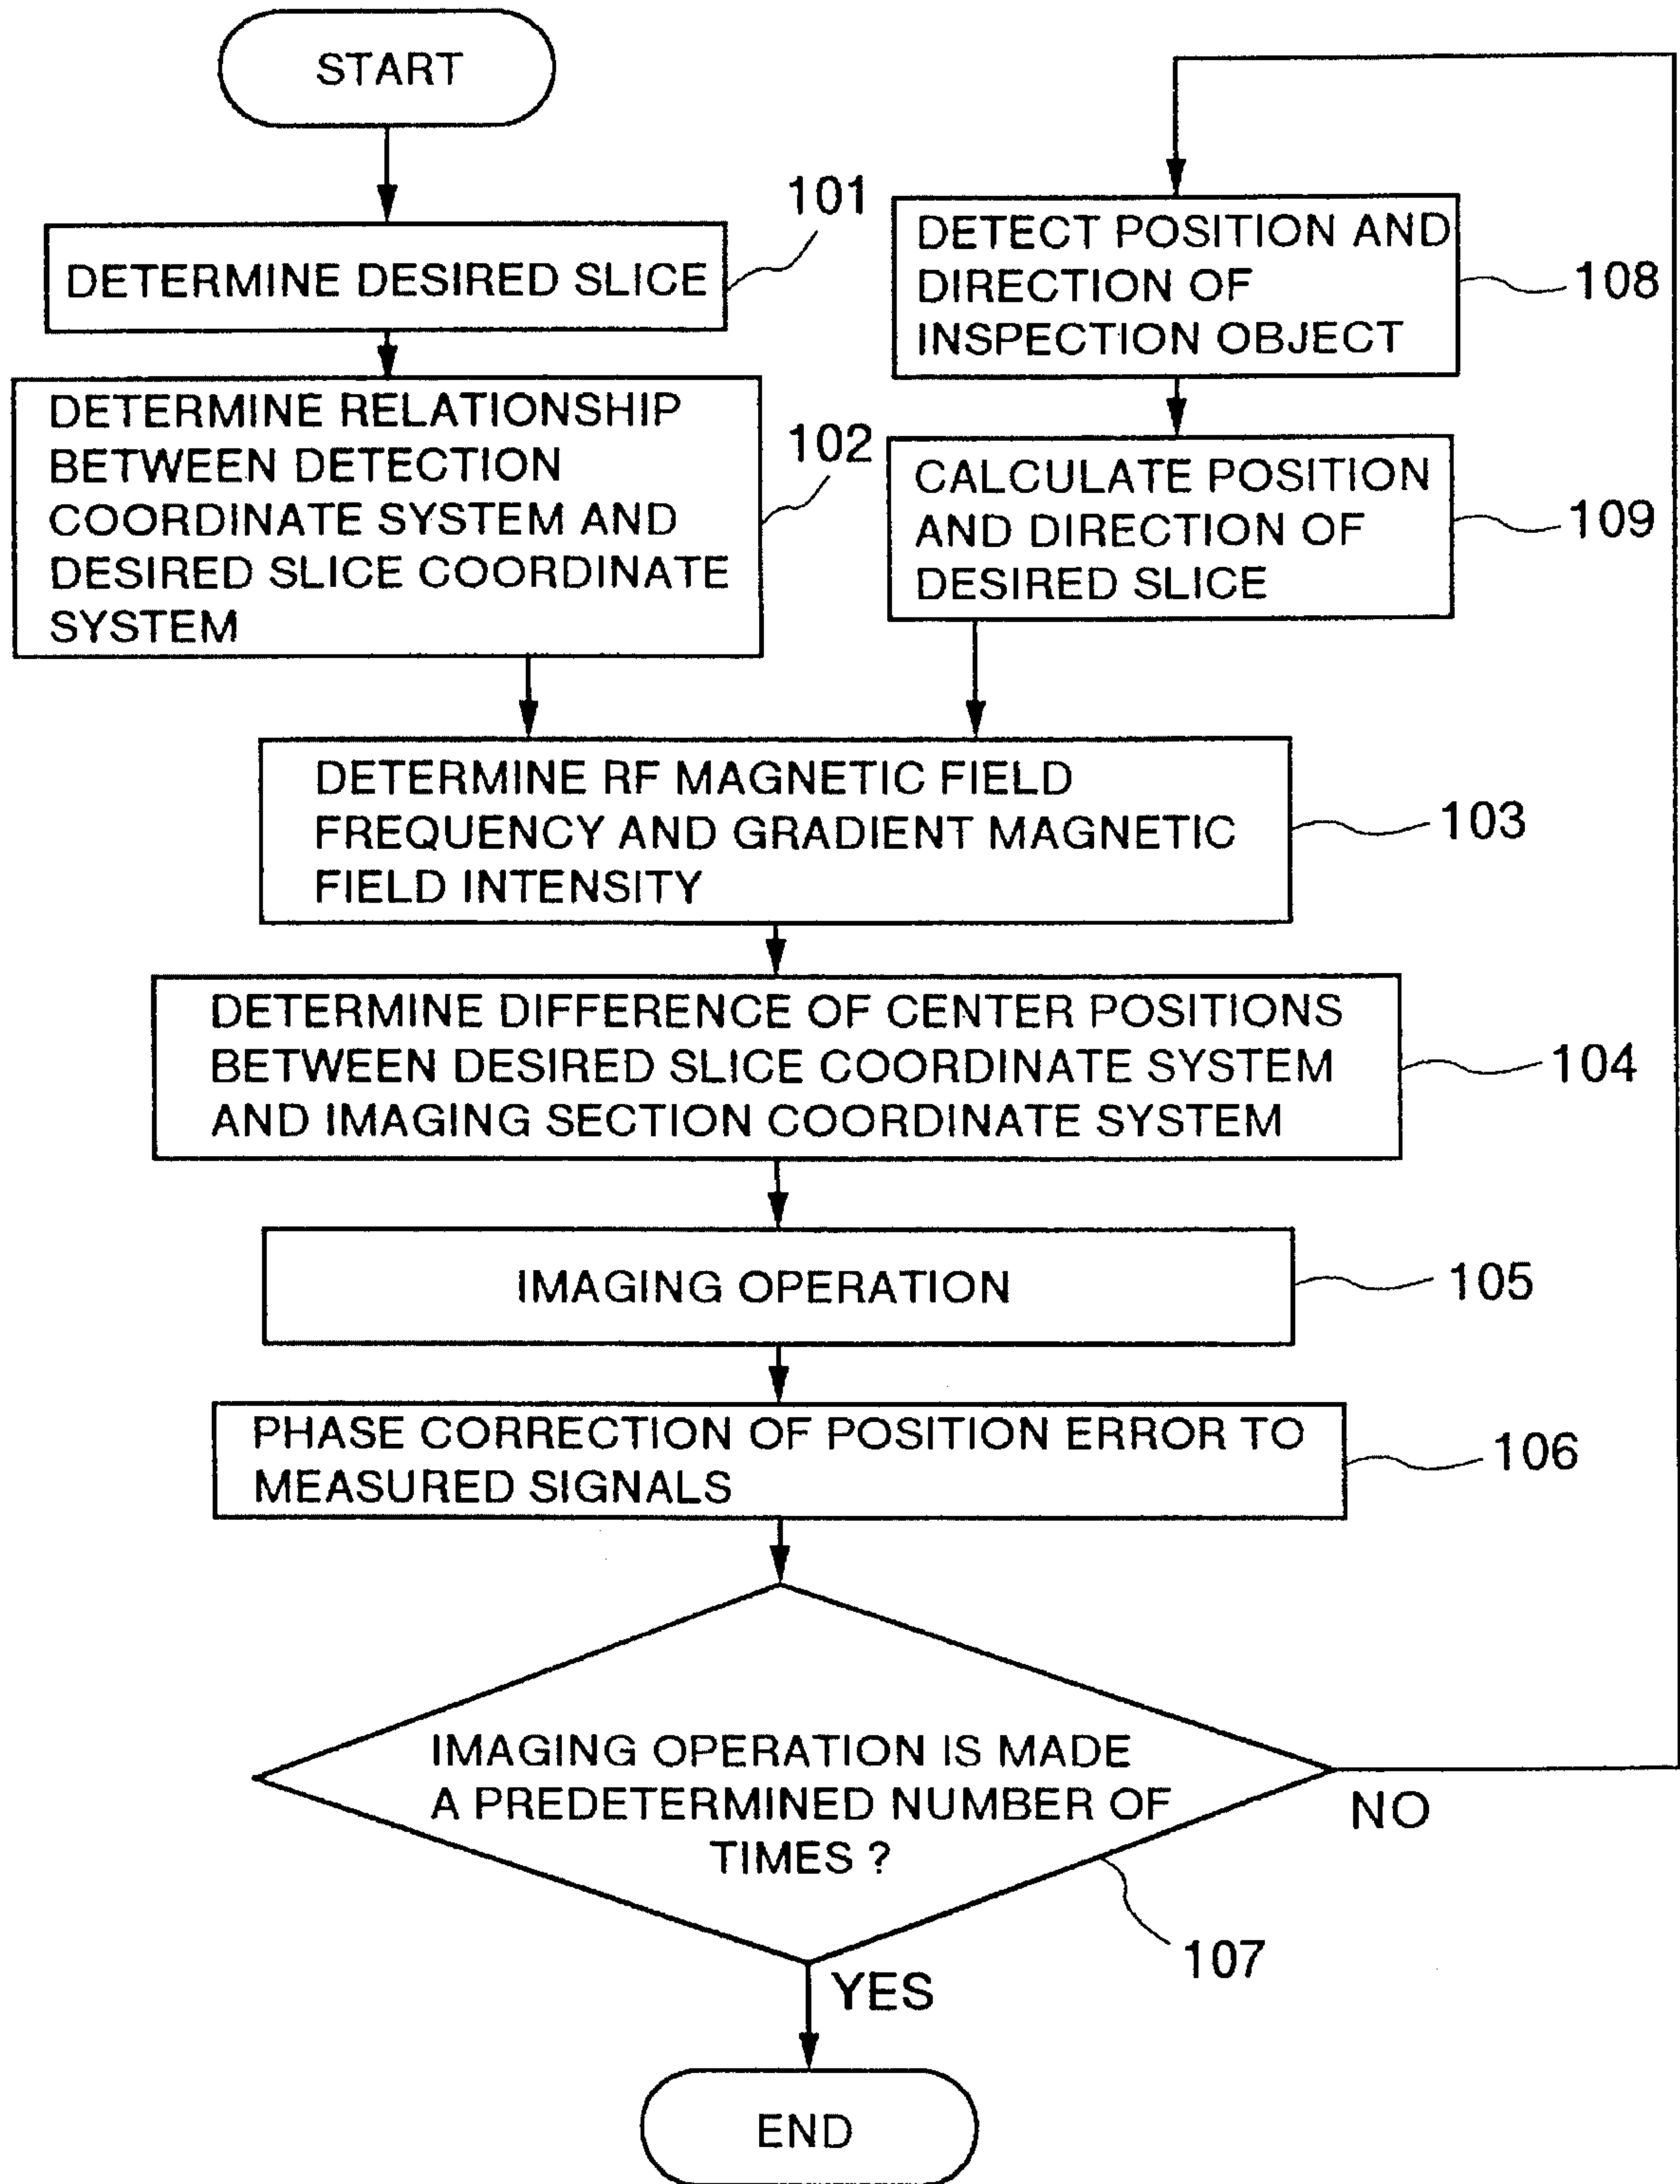 START
101
DETERMINE DESIRED SLICE
DETERMINE RELATIONSHIP
BETWEEN DETECTION
COORDINATE SYSTEM AND
DESIRED SLICE COORDINATE
SYSTEM
102
DETECT POSITION AND
DIRECTION OF
INSPECTION OBJECT
108
CALCULATE POSITION
AND DIRECTION OF
DESIRED SLICE
109
DETERMINE RF MAGNETIC FIELD
FREQUENCY AND GRADIENT MAGNETIC
FIELD INTENSITY
103
DETERMINE DIFFERENCE OF CENTER POSITIONS
BETWEEN DESIRED SLICE COORDINATE SYSTEM
AND IMAGING SECTION COORDINATE SYSTEM
104
IMAGING OPERATION
105
PHASE CORRECTION OF POSITION ERROR TO
MEASURED SIGNALS
106
IMAGING OPERATION IS MADE
A PREDETERMINED NUMBER OF
TIMES ?
NO
107
YES
END